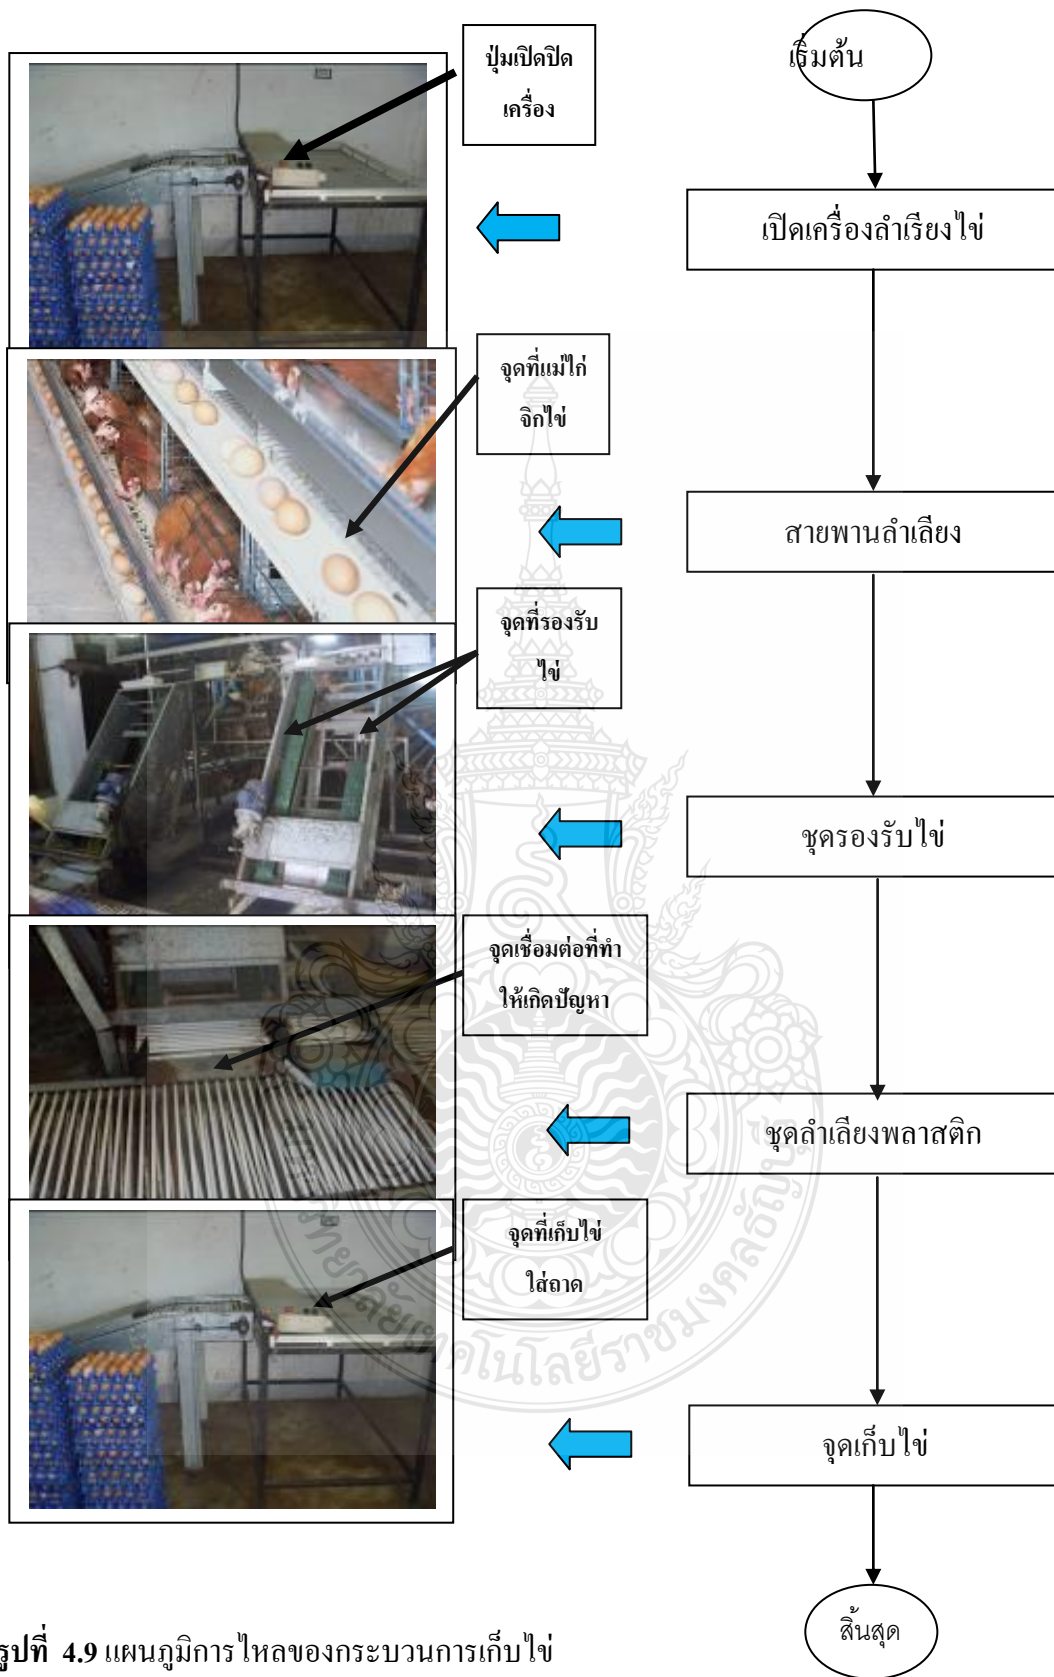 เริ่มต้น
ปุ่มเปิดปิด
เครื่อง
เปิดเครื่องลำเรียงไข่
จุดที่แม่ไก่
จิกไข่
สายพานลำเลียง
จุดที่รองรับ
ไข่
ชุดรองรับไข่
จุดเชื่อมต่อที่ทำ
ให้เกิดปัญหา
ชุดลำเลียงพลาสติก
จุดที่เก็บไข่
ใส่ถาด
จุดเก็บไข่
สิ้นสุด
รูปที่ 4.9 แผนภูมิการไหลของกระบวนการเก็บไข่